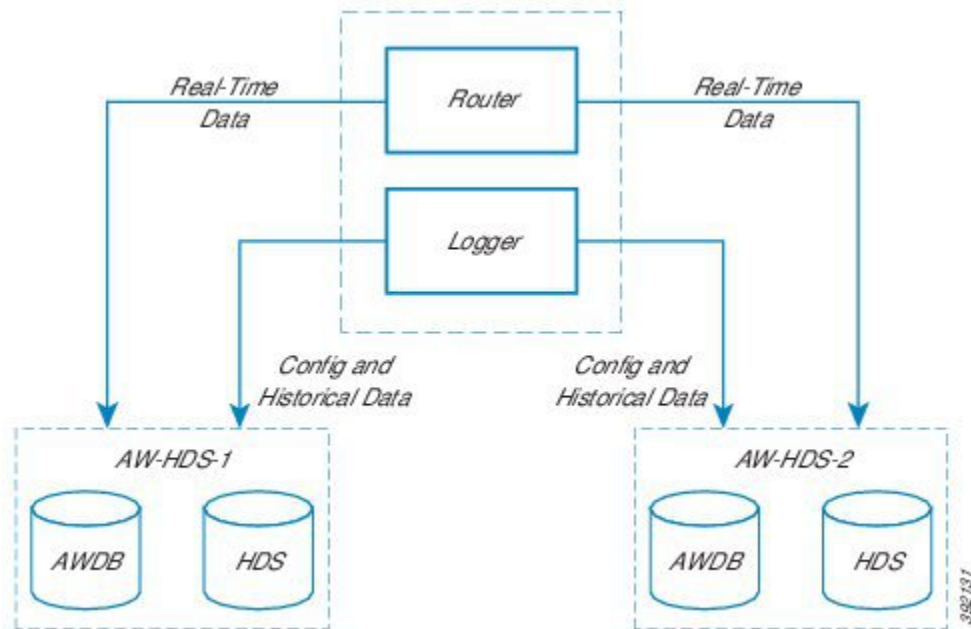 Real-Time
Data
Router
Real-Time
Data
Logger
Config and
Historical Data
Config and
Historical Data
AW-HDS-1
AWDB
HDS
AW-HDS-2
AWDB
HDS
392131